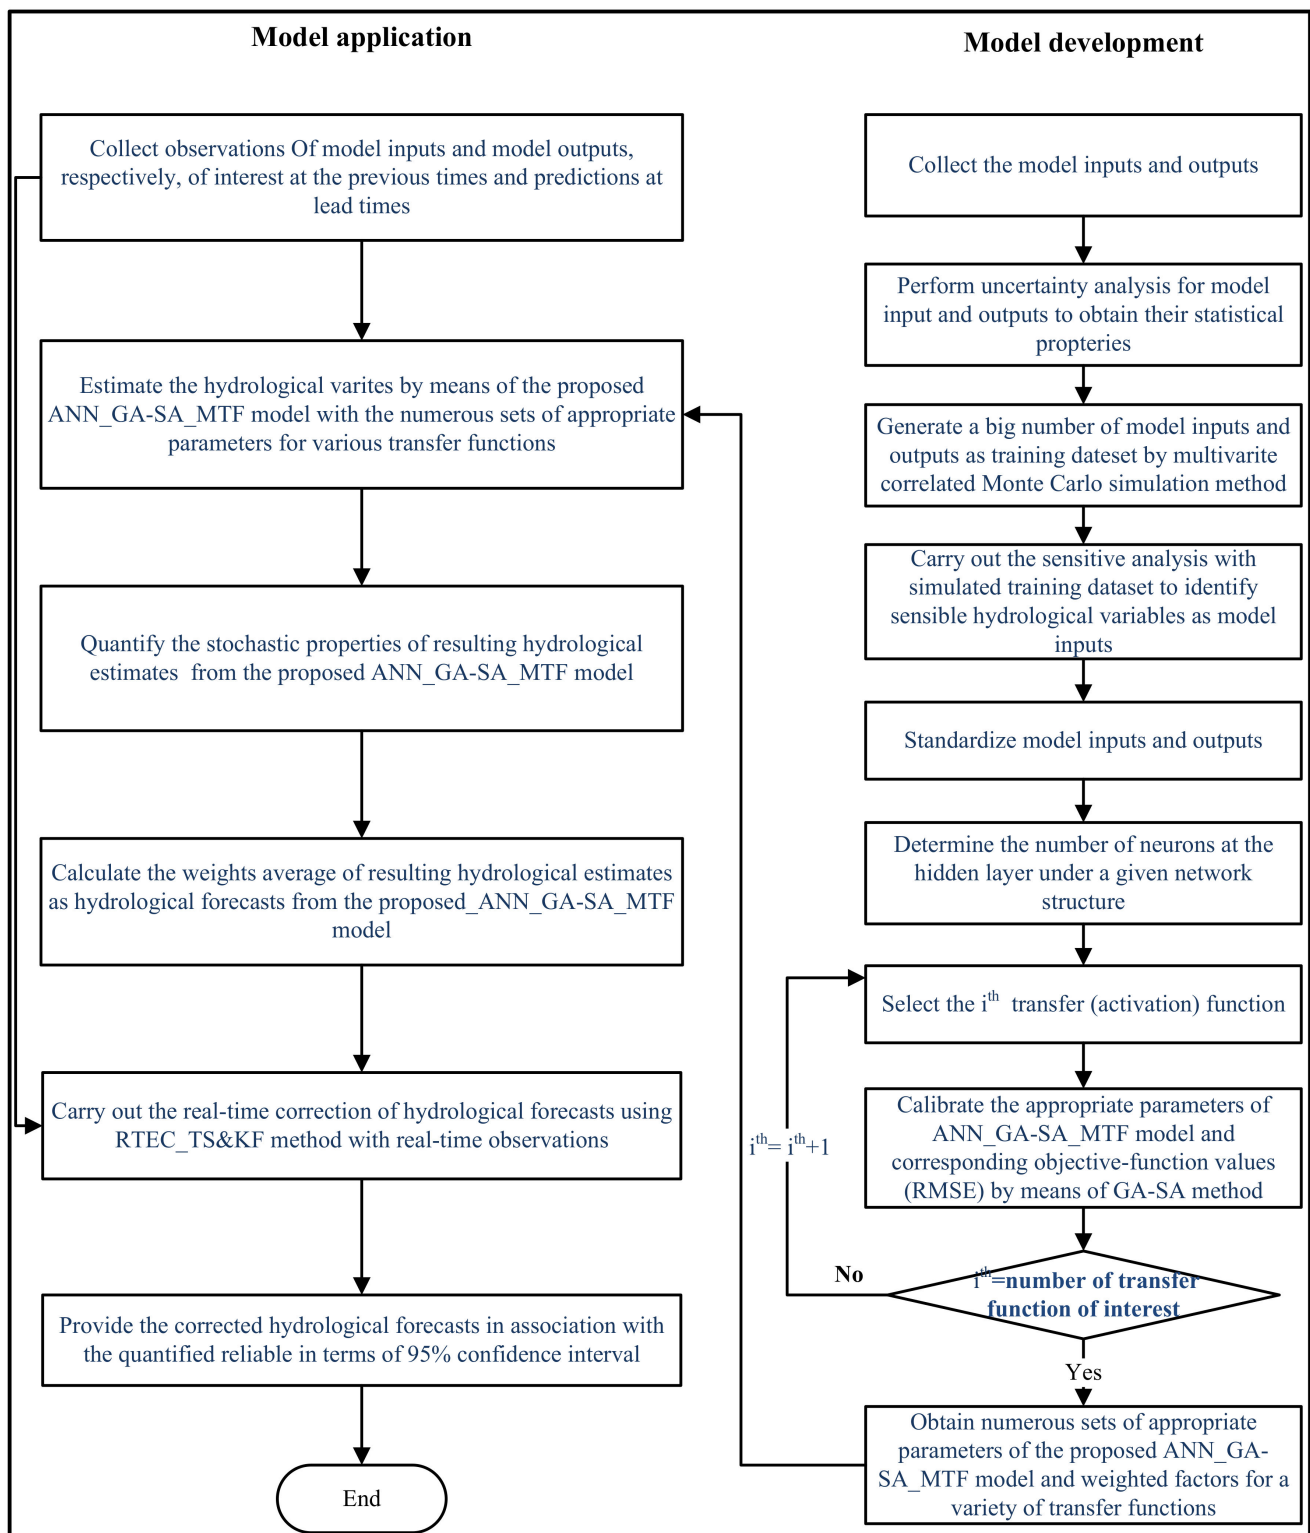 Model application
Collect observations Of model inputs and model outputs,
respectively, of interest at the previous times and predictions at
lead times
Estimate the hydrological varites by means of the proposed
ANN_GA-SA_MTF model with the numerous sets of appropriate
parameters for various transfer functions
Quantify the stochastic properties of resulting hydrological
estimates from the proposed ANN_GA-SA_MTF model
Calculate the weights average of resulting hydrological estimates
as hydrological forecasts from the proposed_ANN_GA-SA_MTF
model
Carry out the real-time correction of hydrological forecasts using
RTEC_TS&KF method with real-time observations
Provide the corrected hydrological forecasts in association with
the quantified reliable in terms of 95% confidence interval
End
Model development
Collect the model inputs and outputs
Perform uncertainty analysis for model
input and outputs to obtain their statistical
propteries
Generate a big number of model inputs and
outputs as training dateset by multivarite
correlated Monte Carlo simulation method
Carry out the sensitive analysis with
simulated training dataset to identify
sensible hydrological variables as model
inputs
Standardize model inputs and outputs
Determine the number of neurons at the
hidden layer under a given network
structure
Select the i^th transfer (activation) function
Calibrate the appropriate parameters of
ANN_GA-SA_MTF model and
corresponding objective-function values
(RMSE) by means of GA-SA method
i^th= i^th+1
No
i^th=number of transfer
function of interest
Yes
Obtain numerous sets of appropriate
parameters of the proposed ANN_GA-
SA_MTF model and weighted factors for a
variety of transfer functions